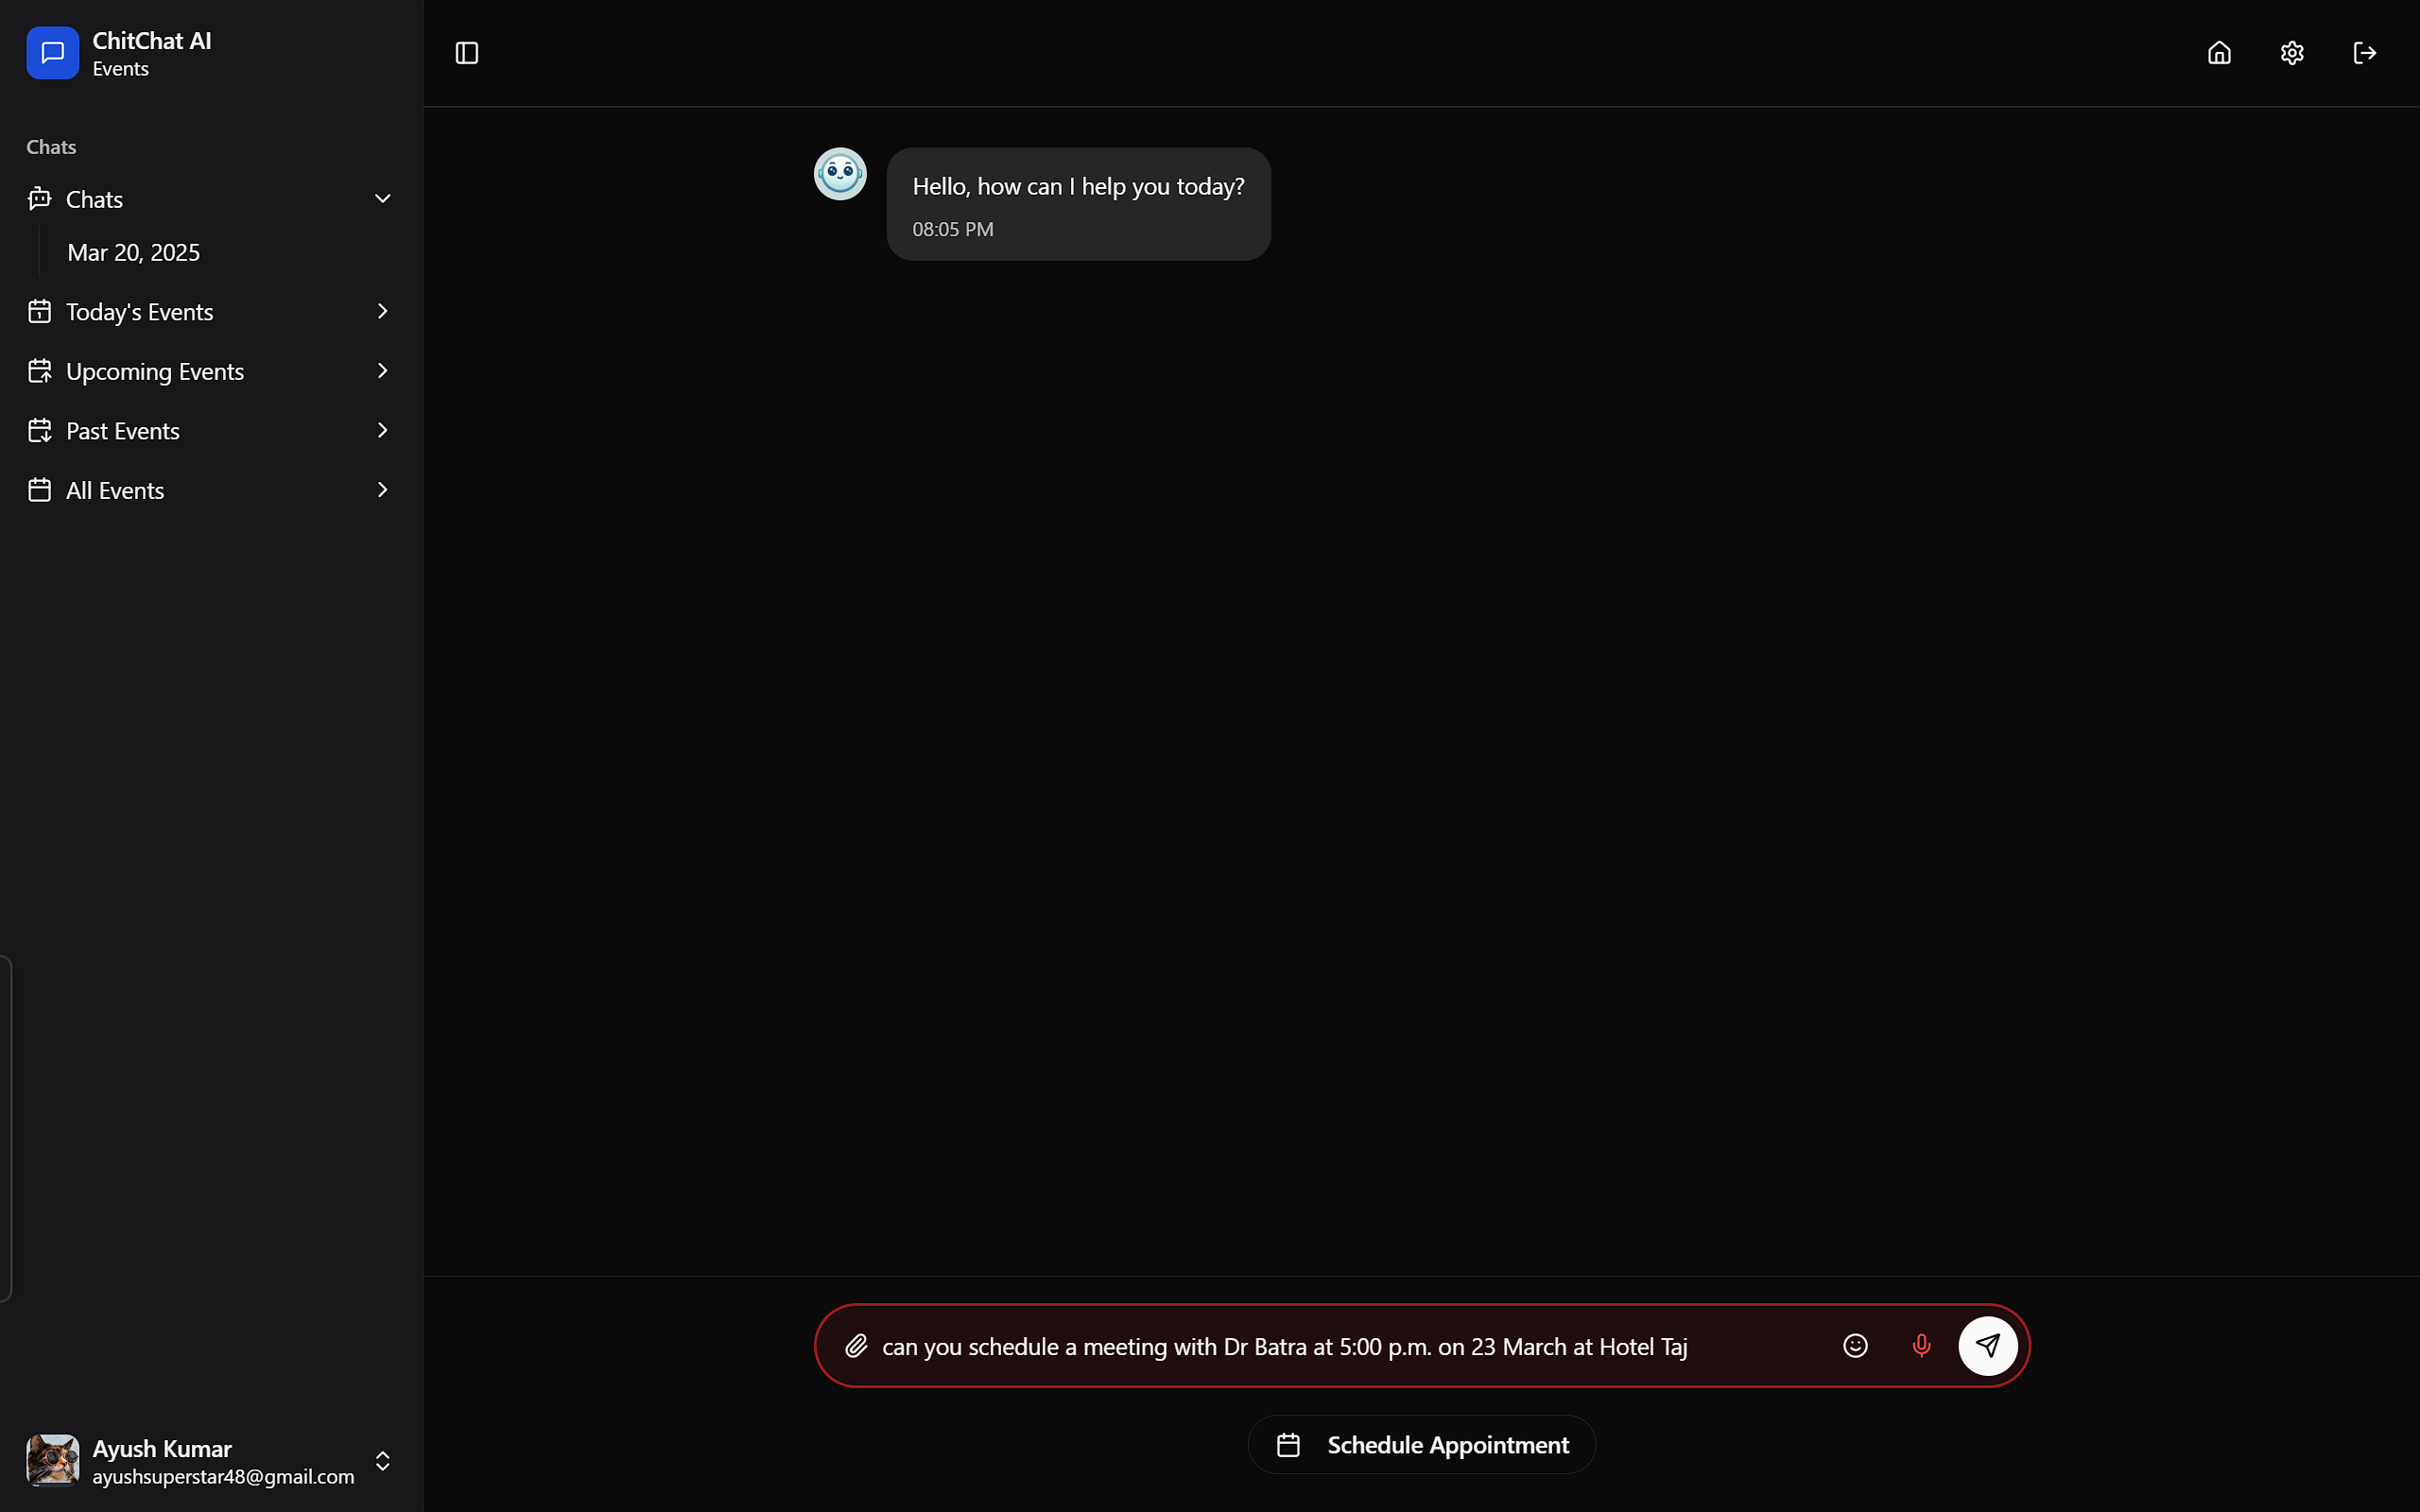 ChitChat AI
Events
Chats
Chats
Mar 20, 2025
Today's Events
Upcoming Events
Past Events
All Events
Ayush Kumar
ayushsuperstar48@gmail.com
Hello, how can I help you today?
08:05 PM
can you schedule a meeting with Dr Batra at 5:00 p.m. on 23 March at Hotel Taj
Schedule Appointment